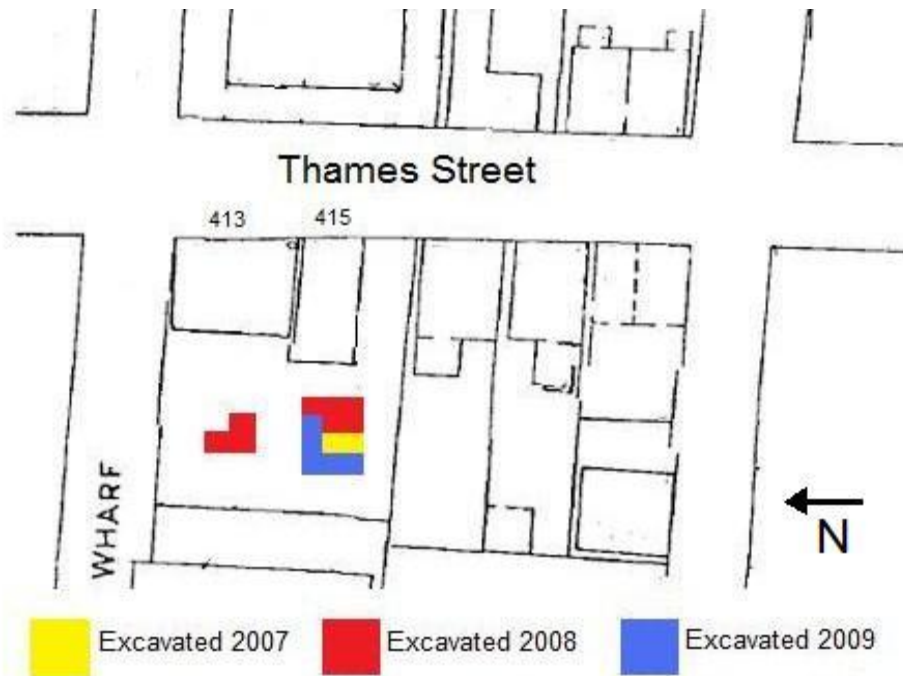 Thames Street
413
415
WHARF
N
Excavated 2007
Excavated 2008
Excavated 2009